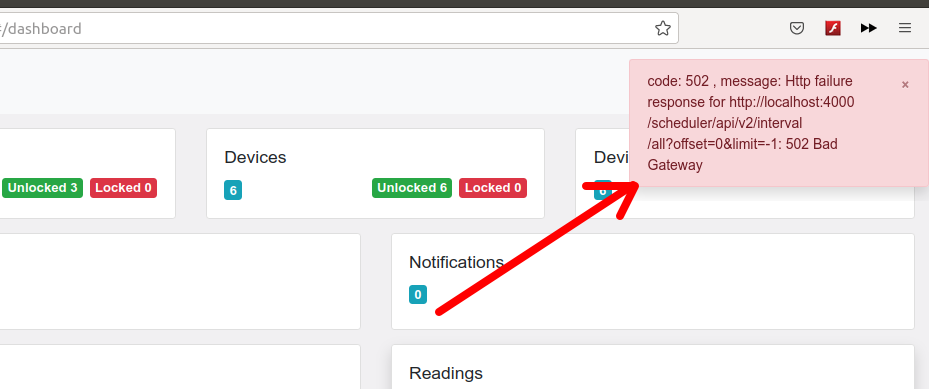 #/dashboard
code: 502 , message: Http failure
response for http://localhost:4000
/scheduler/api/v2/interval
/all?offset=0&limit=-1: 502 Bad
Gateway
×
Unlocked 3 Locked 0
Devices
6
Unlocked 6 Locked 0
Devi
6
Notifications
0
Readings